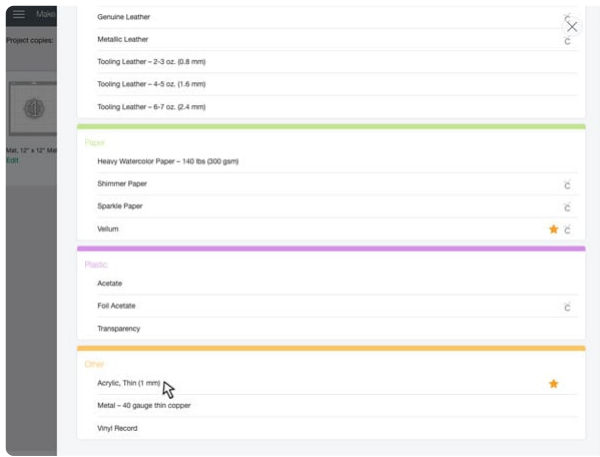 Make
Genuine Leather
Project copies:
Metallic Leather
Tooling Leather – 2-3 oz. (0.8 mm)
Tooling Leather – 4-5 oz. (1.6 mm)
Tooling Leather – 6-7 oz. (2.4 mm)
Mat, 12" x 12" Mat
Edit
Paper
Heavy Watercolor Paper – 140 lbs (300 gsm)
Shimmer Paper
Sparkle Paper
Vellum
Plastic
Acetate
Foil Acetate
Transparency
Other
Acrylic, Thin (1 mm)
Metal – 40 gauge thin copper
Vinyl Record